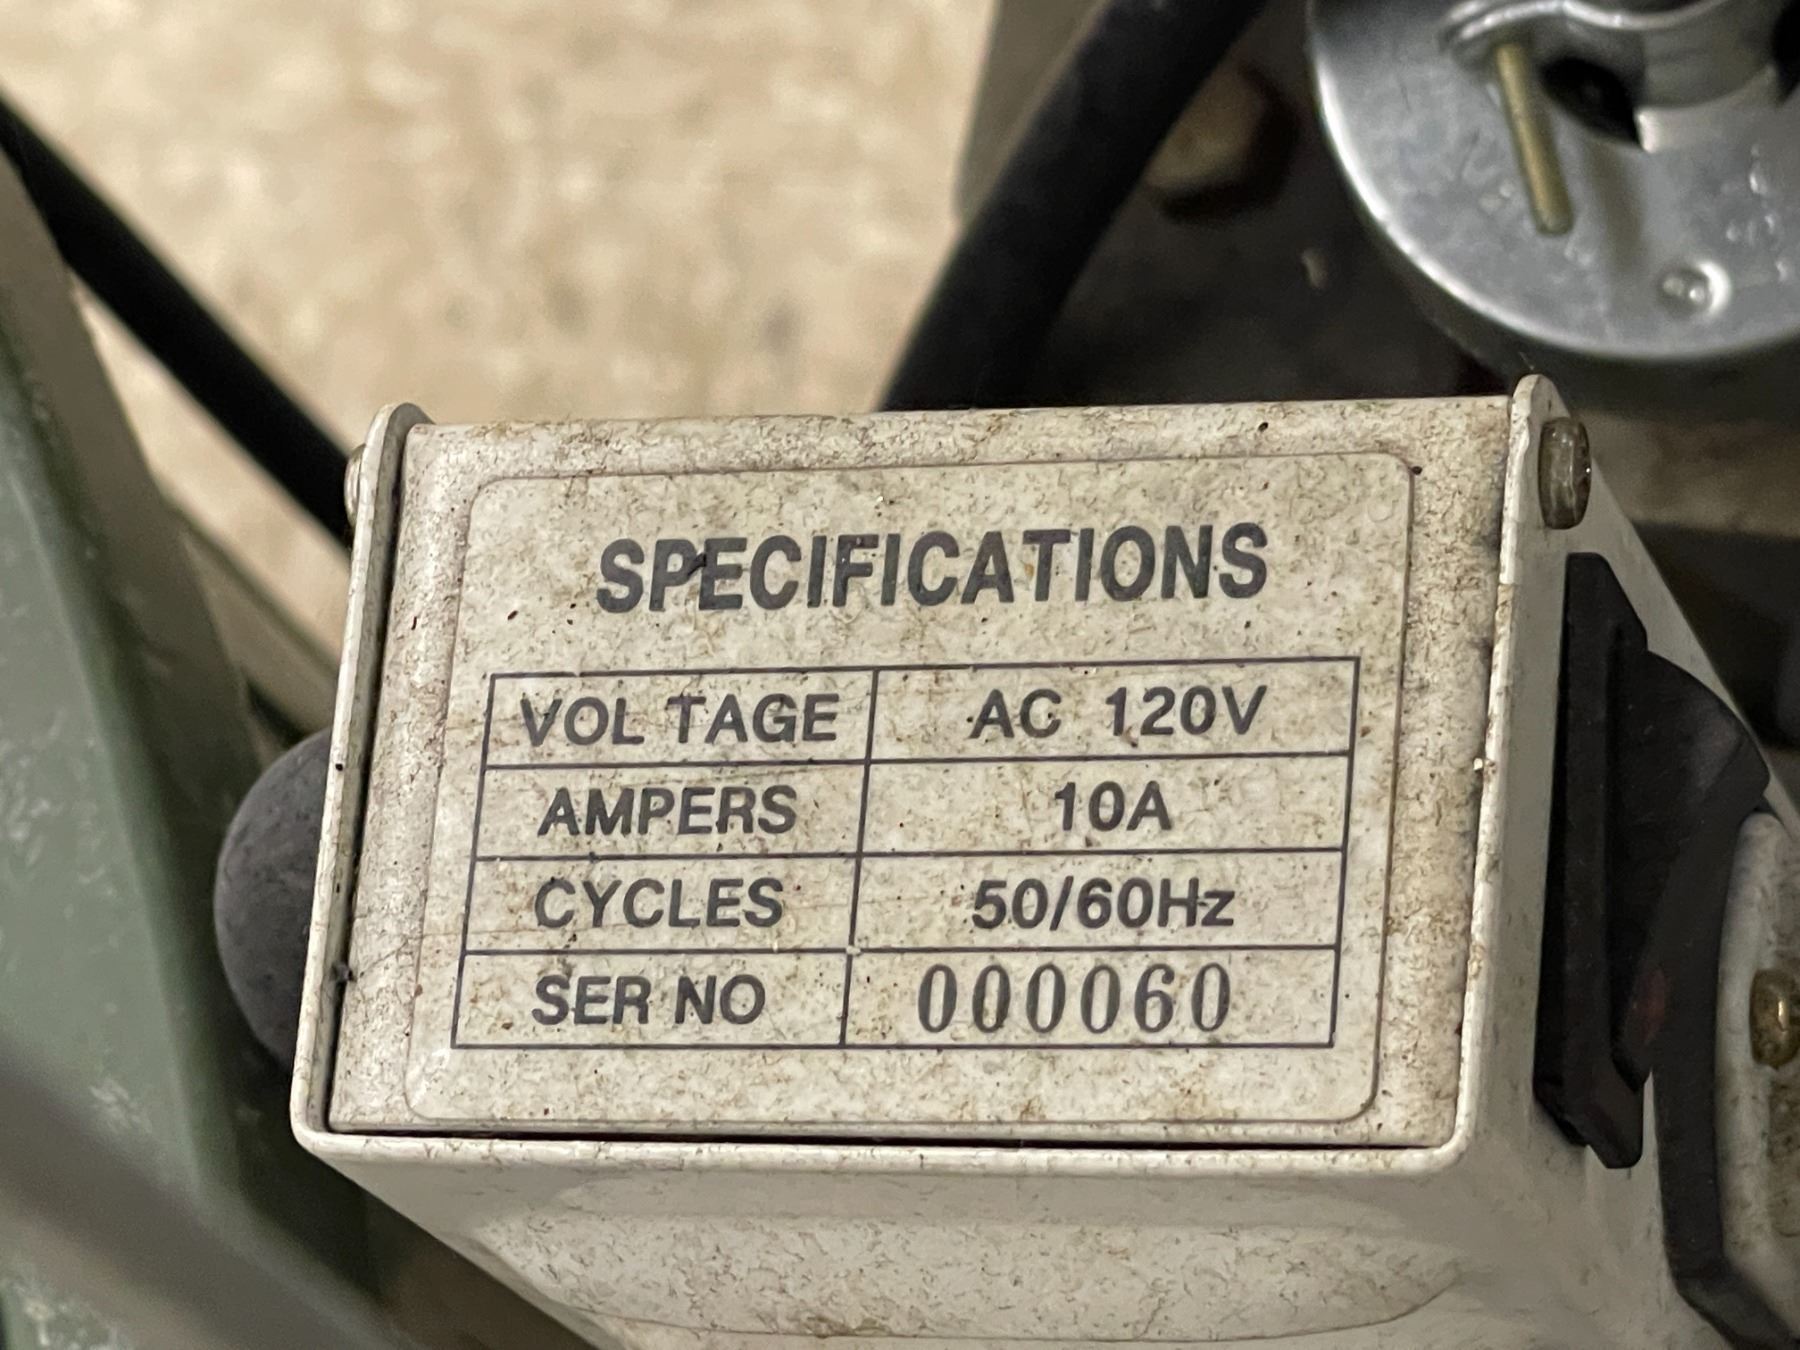 SPECIFICATIONS
VOL TAGE AC 120V
AMPERS 10A
CYCLES 50/60Hz
SER NO 000060